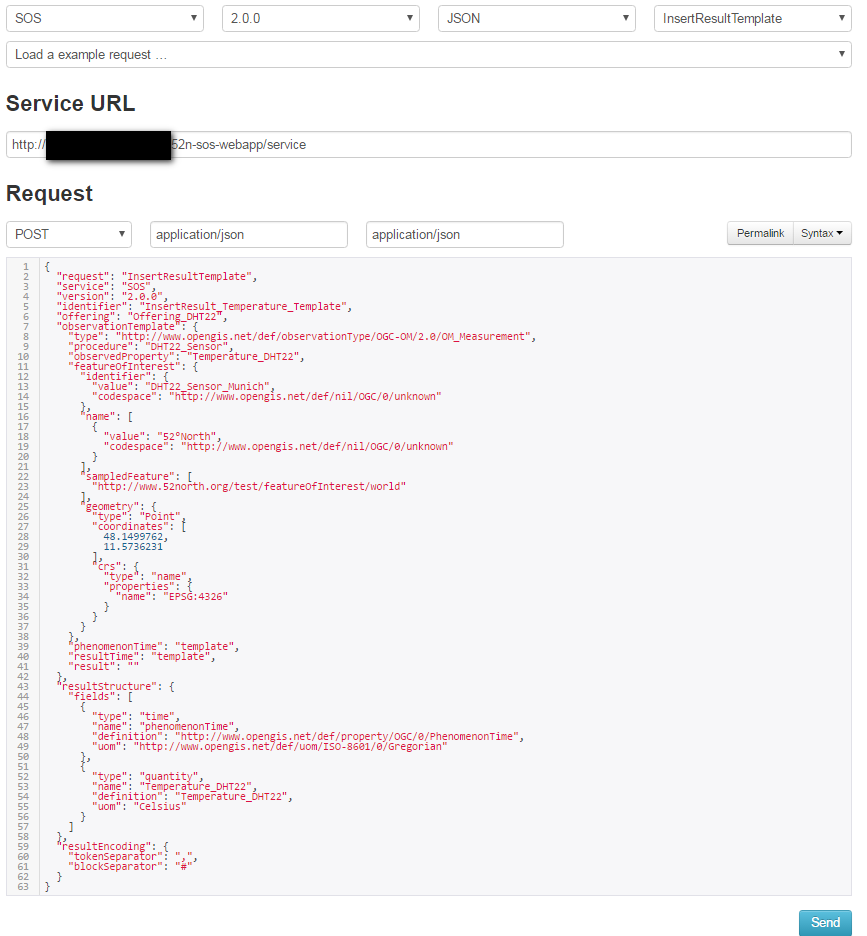 SOS 2.0.0 JSON InsertResultTemplate
Load a example request ...
Service URL
http:// 52n-sos-webapp/service
Request
POST application/json application/json Permalink Syntax
1 {
2   "request": "InsertResultTemplate",
3   "service": "SOS",
4   "version": "2.0.0",
5   "identifier": "InsertResult_Temperature_Template",
6   "offering": "Offering_DHT22",
7   "observationTemplate": {
8     "type": "http://www.opengis.net/def/observationType/OGC-OM/2.0/OM_Measurement",
9     "procedure": "DHT22_Sensor",
10     "observedProperty": "Temperature_DHT22",
11     "featureOfInterest": {
12       "identifier": {
13         "value": "DHT22_Sensor_Munich",
14         "codespace": "http://www.opengis.net/def/nil/OGC/0/unknown"
15       },
16       "name": [
17         {
18           "value": "52°North",
19           "codespace": "http://www.opengis.net/def/nil/OGC/0/unknown"
20         }
21       ],
22       "sampledFeature": [
23         "http://www.52north.org/test/featureOfInterest/world"
24       ],
25       "geometry": {
26         "type": "Point",
27         "coordinates": [
28           48.1499762,
29           11.5736231
30         ],
31         "crs": {
32           "type": "name",
33           "properties": {
34             "name": "EPSG:4326"
35           }
36         }
37       }
38     },
39     "phenomenonTime": "template",
40     "resultTime": "template",
41     "result": ""
42   },
43   "resultStructure": {
44     "fields": [
45       {
46         "type": "time",
47         "name": "phenomenonTime",
48         "definition": "http://www.opengis.net/def/property/OGC/0/PhenomenonTime",
49         "uom": "http://www.opengis.net/def/uom/ISO-8601/0/Gregorian"
50       },
51       {
52         "type": "quantity",
53         "name": "Temperature_DHT22",
54         "definition": "Temperature_DHT22",
55         "uom": "Celsius"
56       }
57     ]
58   },
59   "resultEncoding": {
60     "tokenSeparator": ",",
61     "blockSeparator": "#"
62   }
63 }
Send